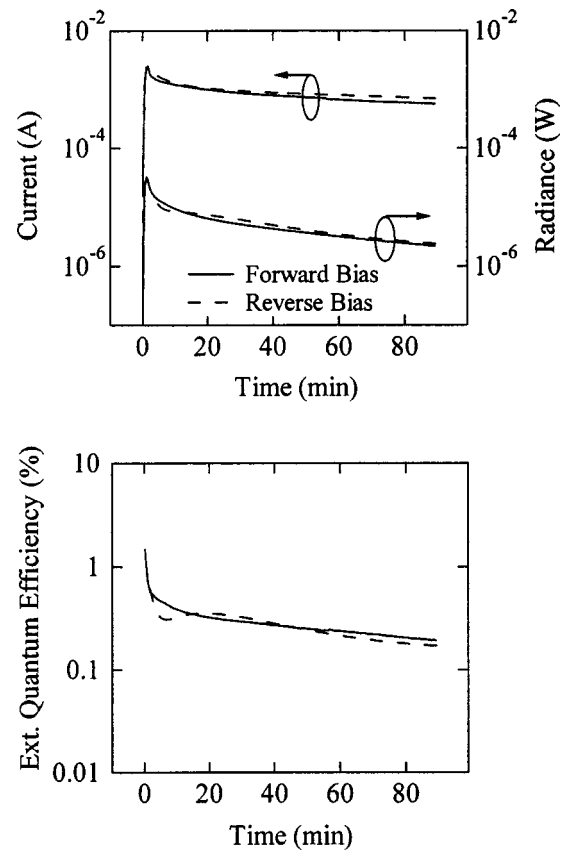 10-2
10-4
10-6
Current (A)
10-2
10-4
10-6
Radiance (W)
Forward Bias
Reverse Bias
0 20 40 60 80
Time (min)
10
1
0.1
0.01
Ext. Quantum Efficiency (%)
0 20 40 60 80
Time (min)